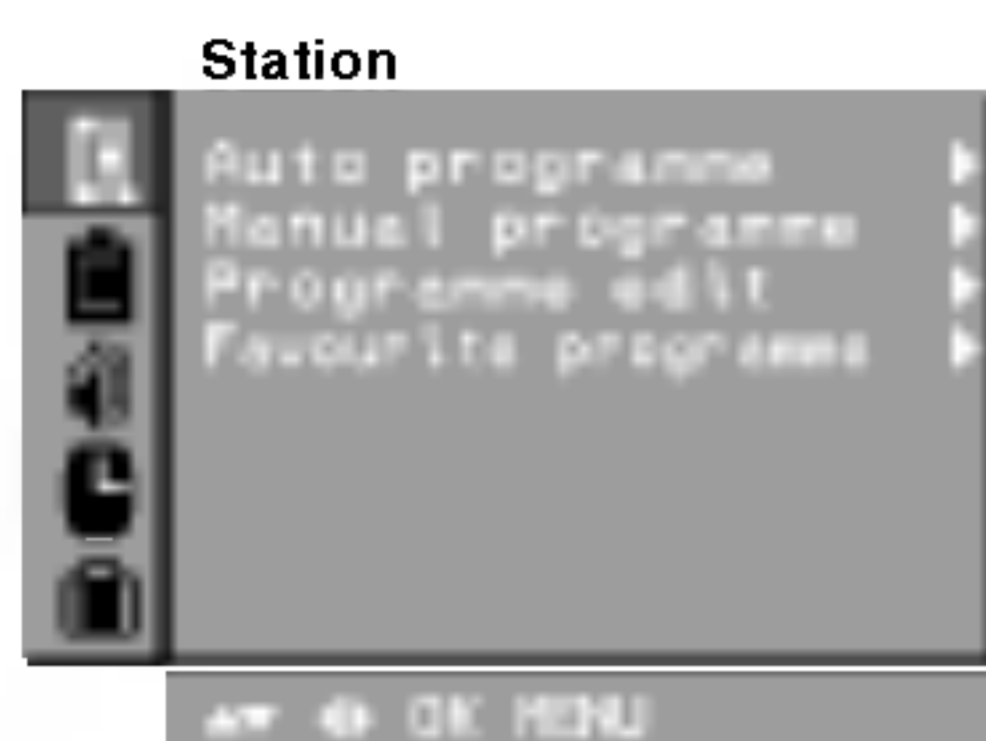 Station
Auto programme
Manual programme
Programme edit
Favourite programme
OK MENU